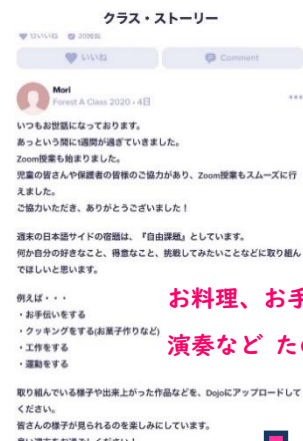 クラス・ストーリー
いいね
Comment
Mori
Forest A Class 2020・4日
いつもお世話になっております。
あっという間に1週間が過ぎていきました。
Zoom授業も始まりました。
児童の皆さんや保護者の皆様のご協力があり、Zoom授業もスムーズに行
えました。
ご協力いただき、ありがとうございました！
週末の日本語サイドの宿題は、『自由課題』としています。
何か自分の好きなこと、得意なこと、挑戦してみたいことなどに取り組ん
でほしいと思います。
例えば・・・
・お手伝いをする
・クッキングをする(お菓子作りなど)
・工作をする
・運動をする
お料理、お手
演奏など た
取り組んでいる様子や出来上がった作品などを、Dojoにアップロードして
ください。
皆さんの様子が見られるのを楽しみにしています。